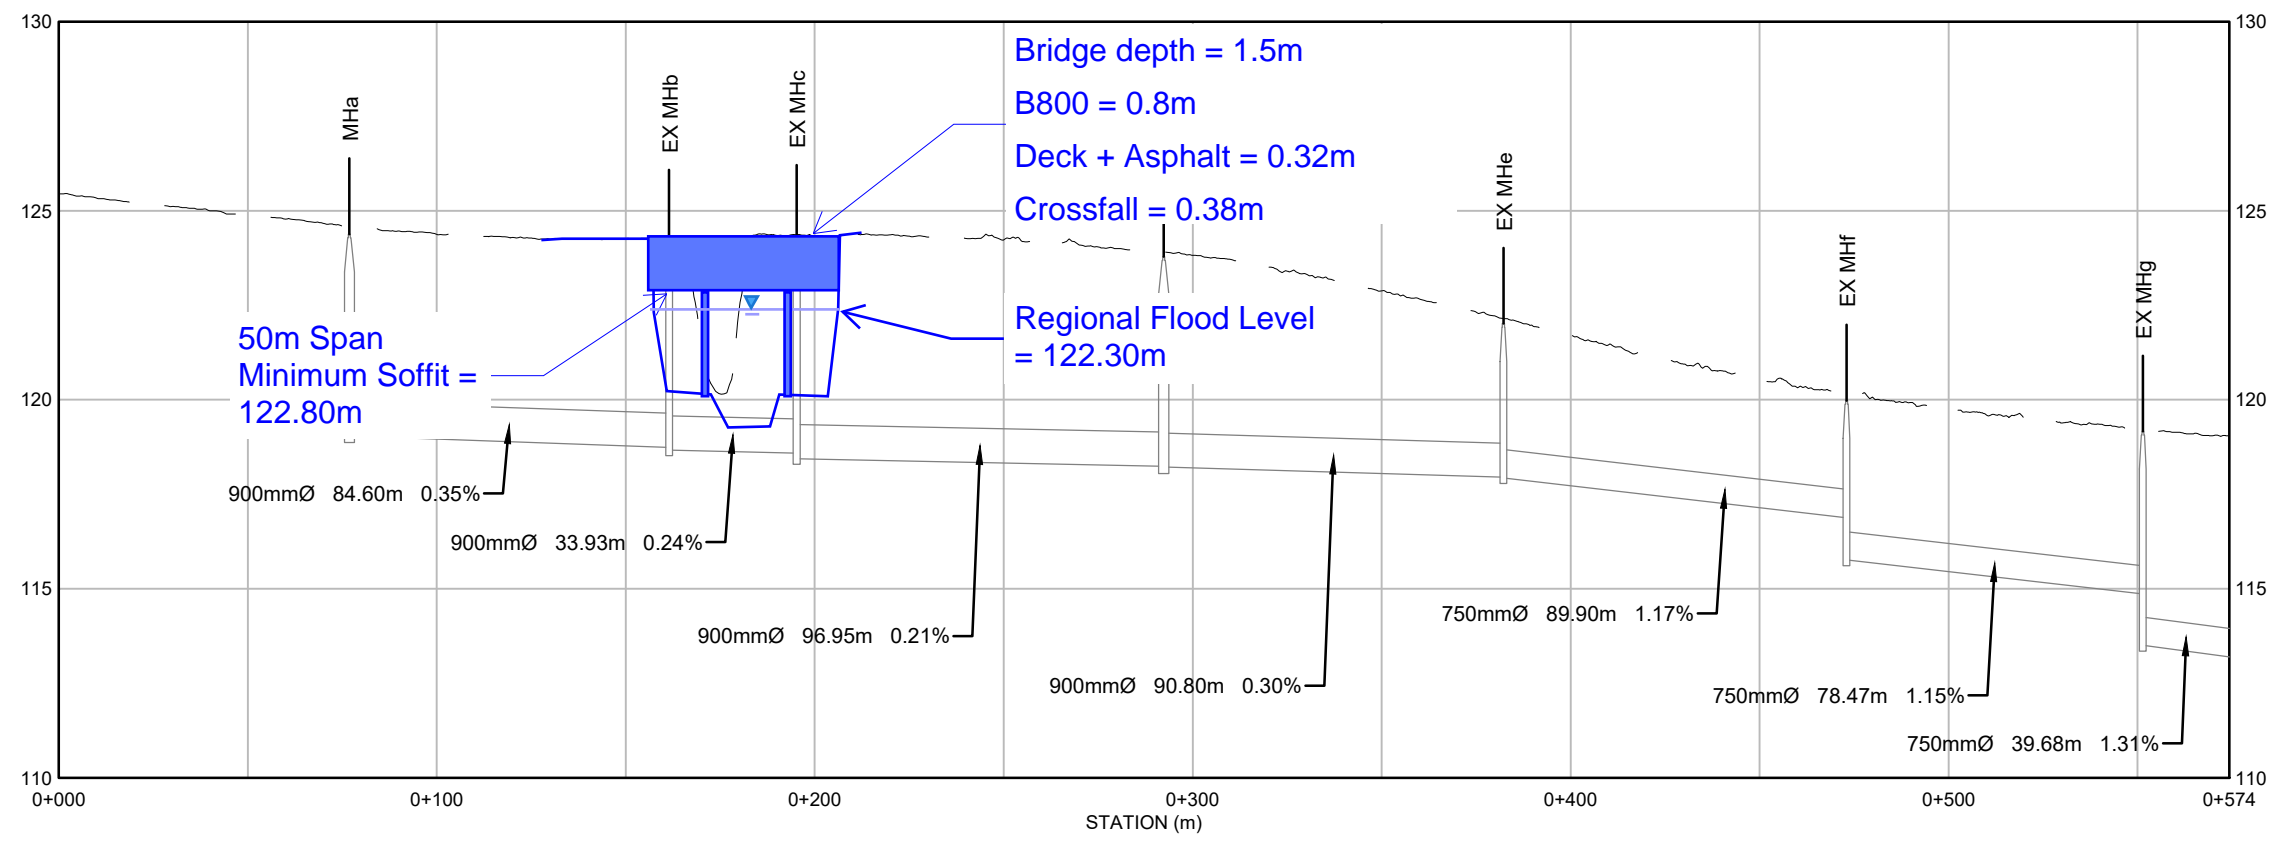 130
130
Bridge depth = 1.5m
B800 = 0.8m
Deck + Asphalt = 0.32m
Crossfall = 0.38m
MHa
EX MHb
EX MHc
EX MHe
EX MHf
EX MHg
125
125
50m Span
Minimum Soffit =
122.80m
Regional Flood Level
= 122.30m
120
120
900mmØ 84.60m 0.35%
900mmØ 33.93m 0.24%
900mmØ 96.95m 0.21%
900mmØ 90.80m 0.30%
750mmØ 89.90m 1.17%
750mmØ 78.47m 1.15%
750mmØ 39.68m 1.31%
115
115
110
110
0+000
0+100
0+200
0+300
0+400
0+500
0+574
STATION (m)